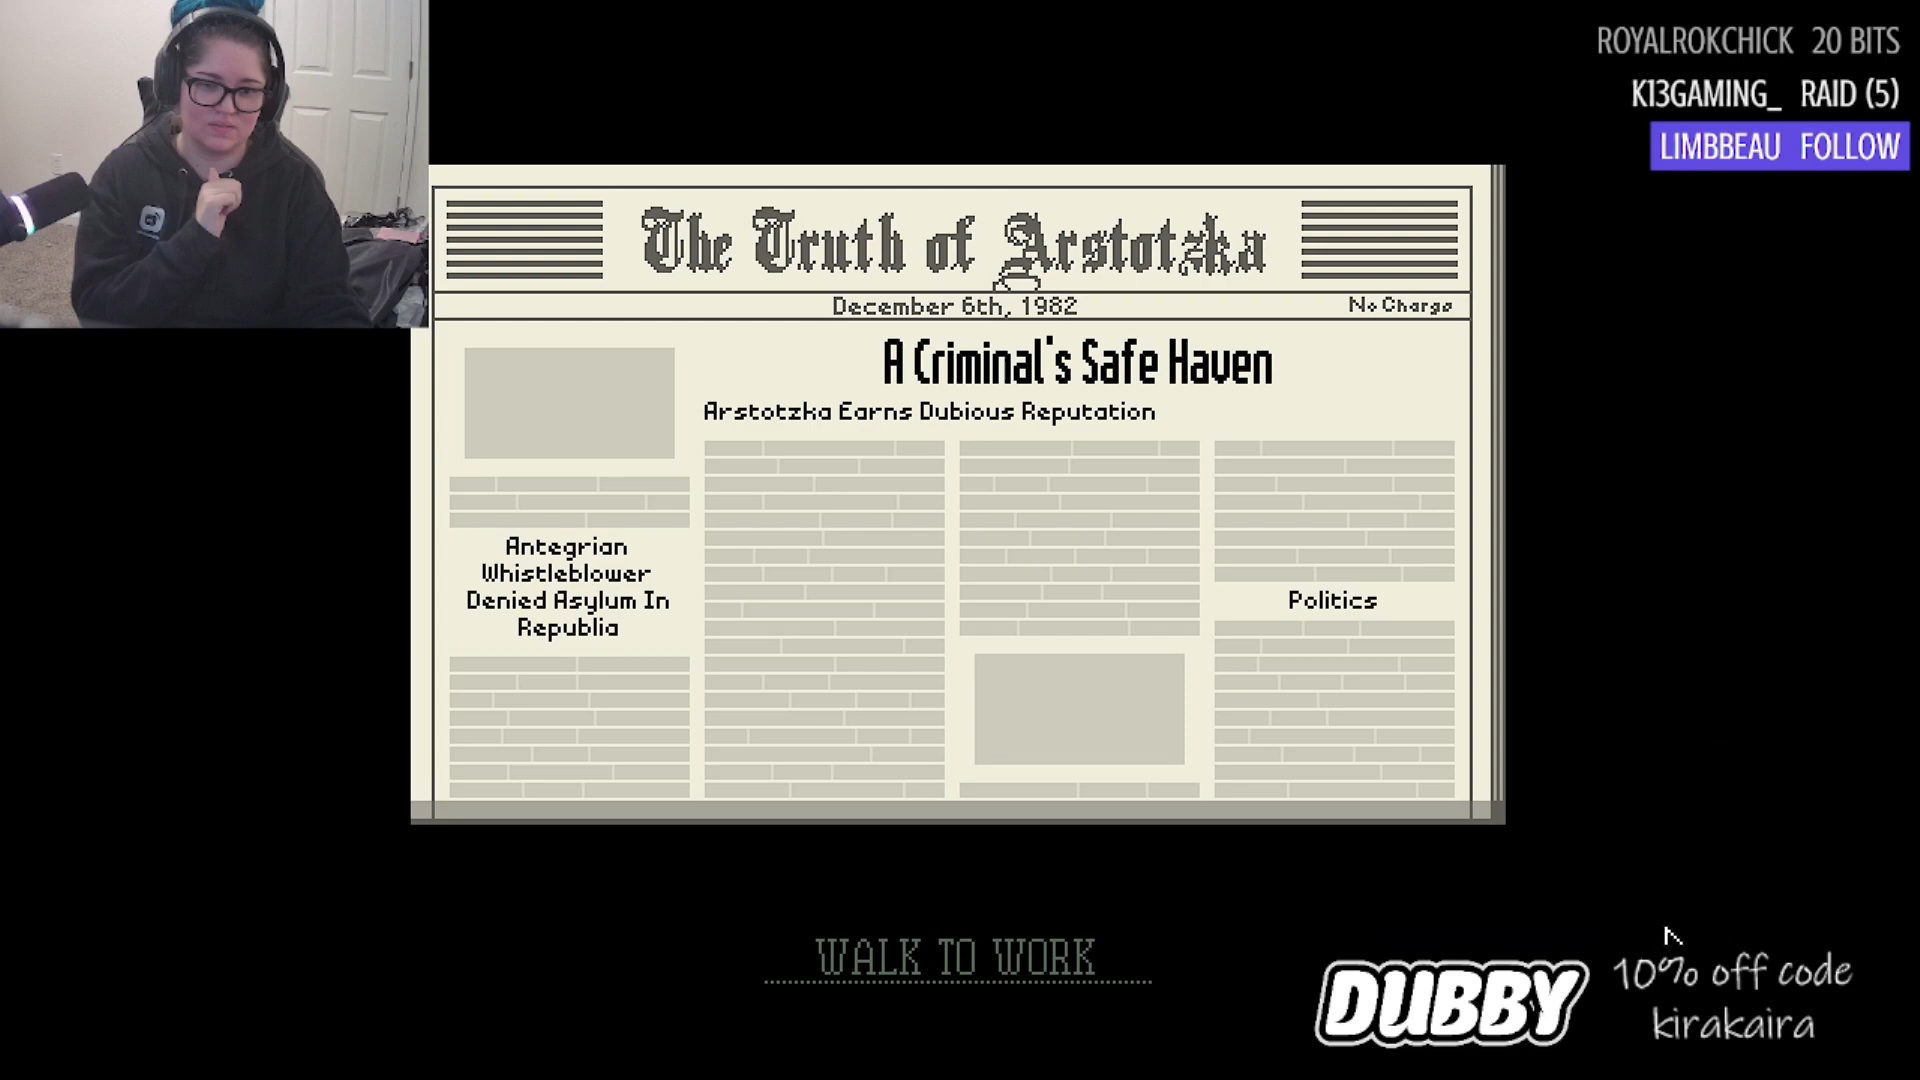 ROYALROKCHICK 20 BITS
K13GAMING_ RAID (5)
LIMBBEAU FOLLOW
The Truth of Arstotzka
December 6th, 1982
No Charge
A Criminal's Safe Haven
Arstotzka Earns Dubious Reputation
Antegrian
Whistleblower
Denied Asylum In
Republia
Politics
WALK TO WORK
DUBBY
10% off code
kirakaira